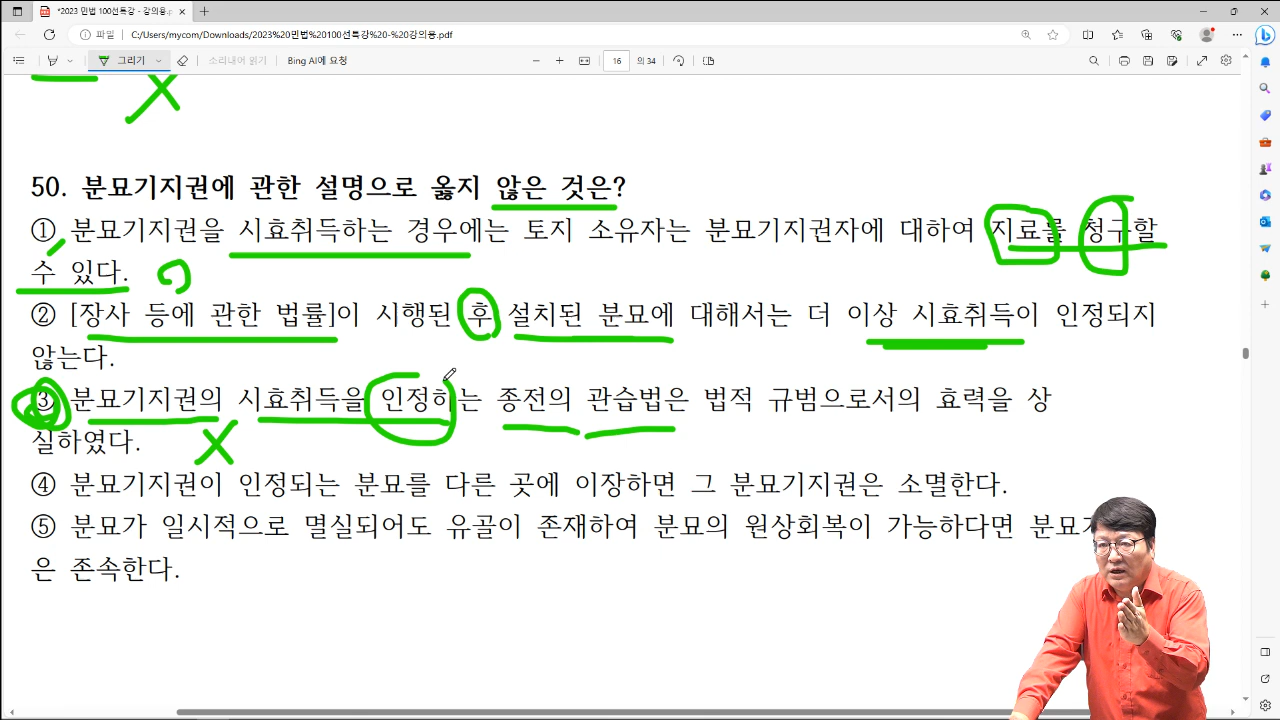 *2023 민법 100선특강 - 강의용.p
파일
C:/Users/mycom/Downloads/2023%20민법%20100선특강%20-%20강의용.pdf
그리기
소리내어 읽기
Bing AI에 요청
16
의 34
50. 분묘기지권에 관한 설명으로 옳지 않은 것은?
① 분묘기지권을 시효취득하는 경우에는 토지 소유자는 분묘기지권자에 대하여 지료를 청구할
수 있다.
② [장사 등에 관한 법률]이 시행된 후 설치된 분묘에 대해서는 더 이상 시효취득이 인정되지
않는다.
③ 분묘기지권의 시효취득을 인정하는 종전의 관습법은 법적 규범으로서의 효력을 상
실하였다.
④ 분묘기지권이 인정되는 분묘를 다른 곳에 이장하면 그 분묘기지권은 소멸한다.
⑤ 분묘가 일시적으로 멸실되어도 유골이 존재하여 분묘의 원상회복이 가능하다면 분묘
은 존속한다.